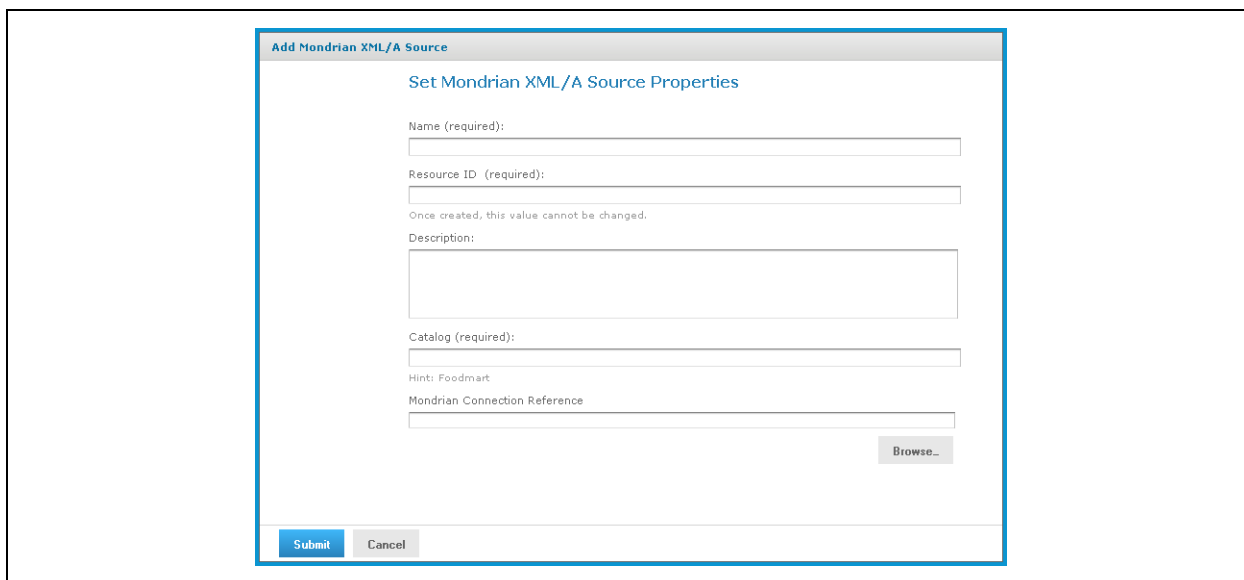 Add Mondrian XML/A Source
Set Mondrian XML/A Source Properties
Name (required):
Resource ID (required):
Once created, this value cannot be changed.
Description:
Catalog (required):
Hint: Foodmart
Mondrian Connection Reference
Browse...
Submit Cancel